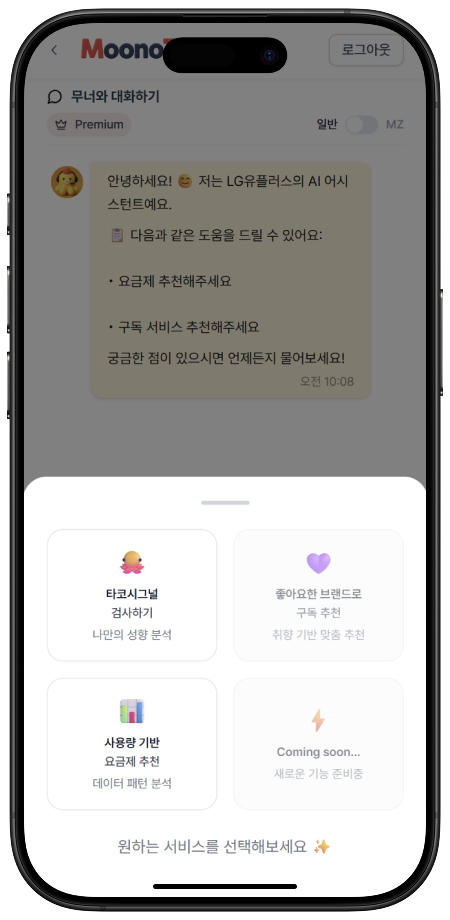 Moono
로그아웃
무너와 대화하기
Premium
일반
MZ
안녕하세요! 😊 저는 LG유플러스의 AI 어시
스턴트예요.
📋 다음과 같은 도움을 드릴 수 있어요:
• 요금제 추천해주세요
• 구독 서비스 추천해주세요
궁금한 점이 있으시면 언제든지 물어보세요!
오전 10:08
타코시그널
검사하기
나만의 성향 분석
좋아요한 브랜드로
구독 추천
취향 기반 맞춤 추천
사용량 기반
요금제 추천
데이터 패턴 분석
Coming soon...
새로운 기능 준비중
원하는 서비스를 선택해보세요 ✨